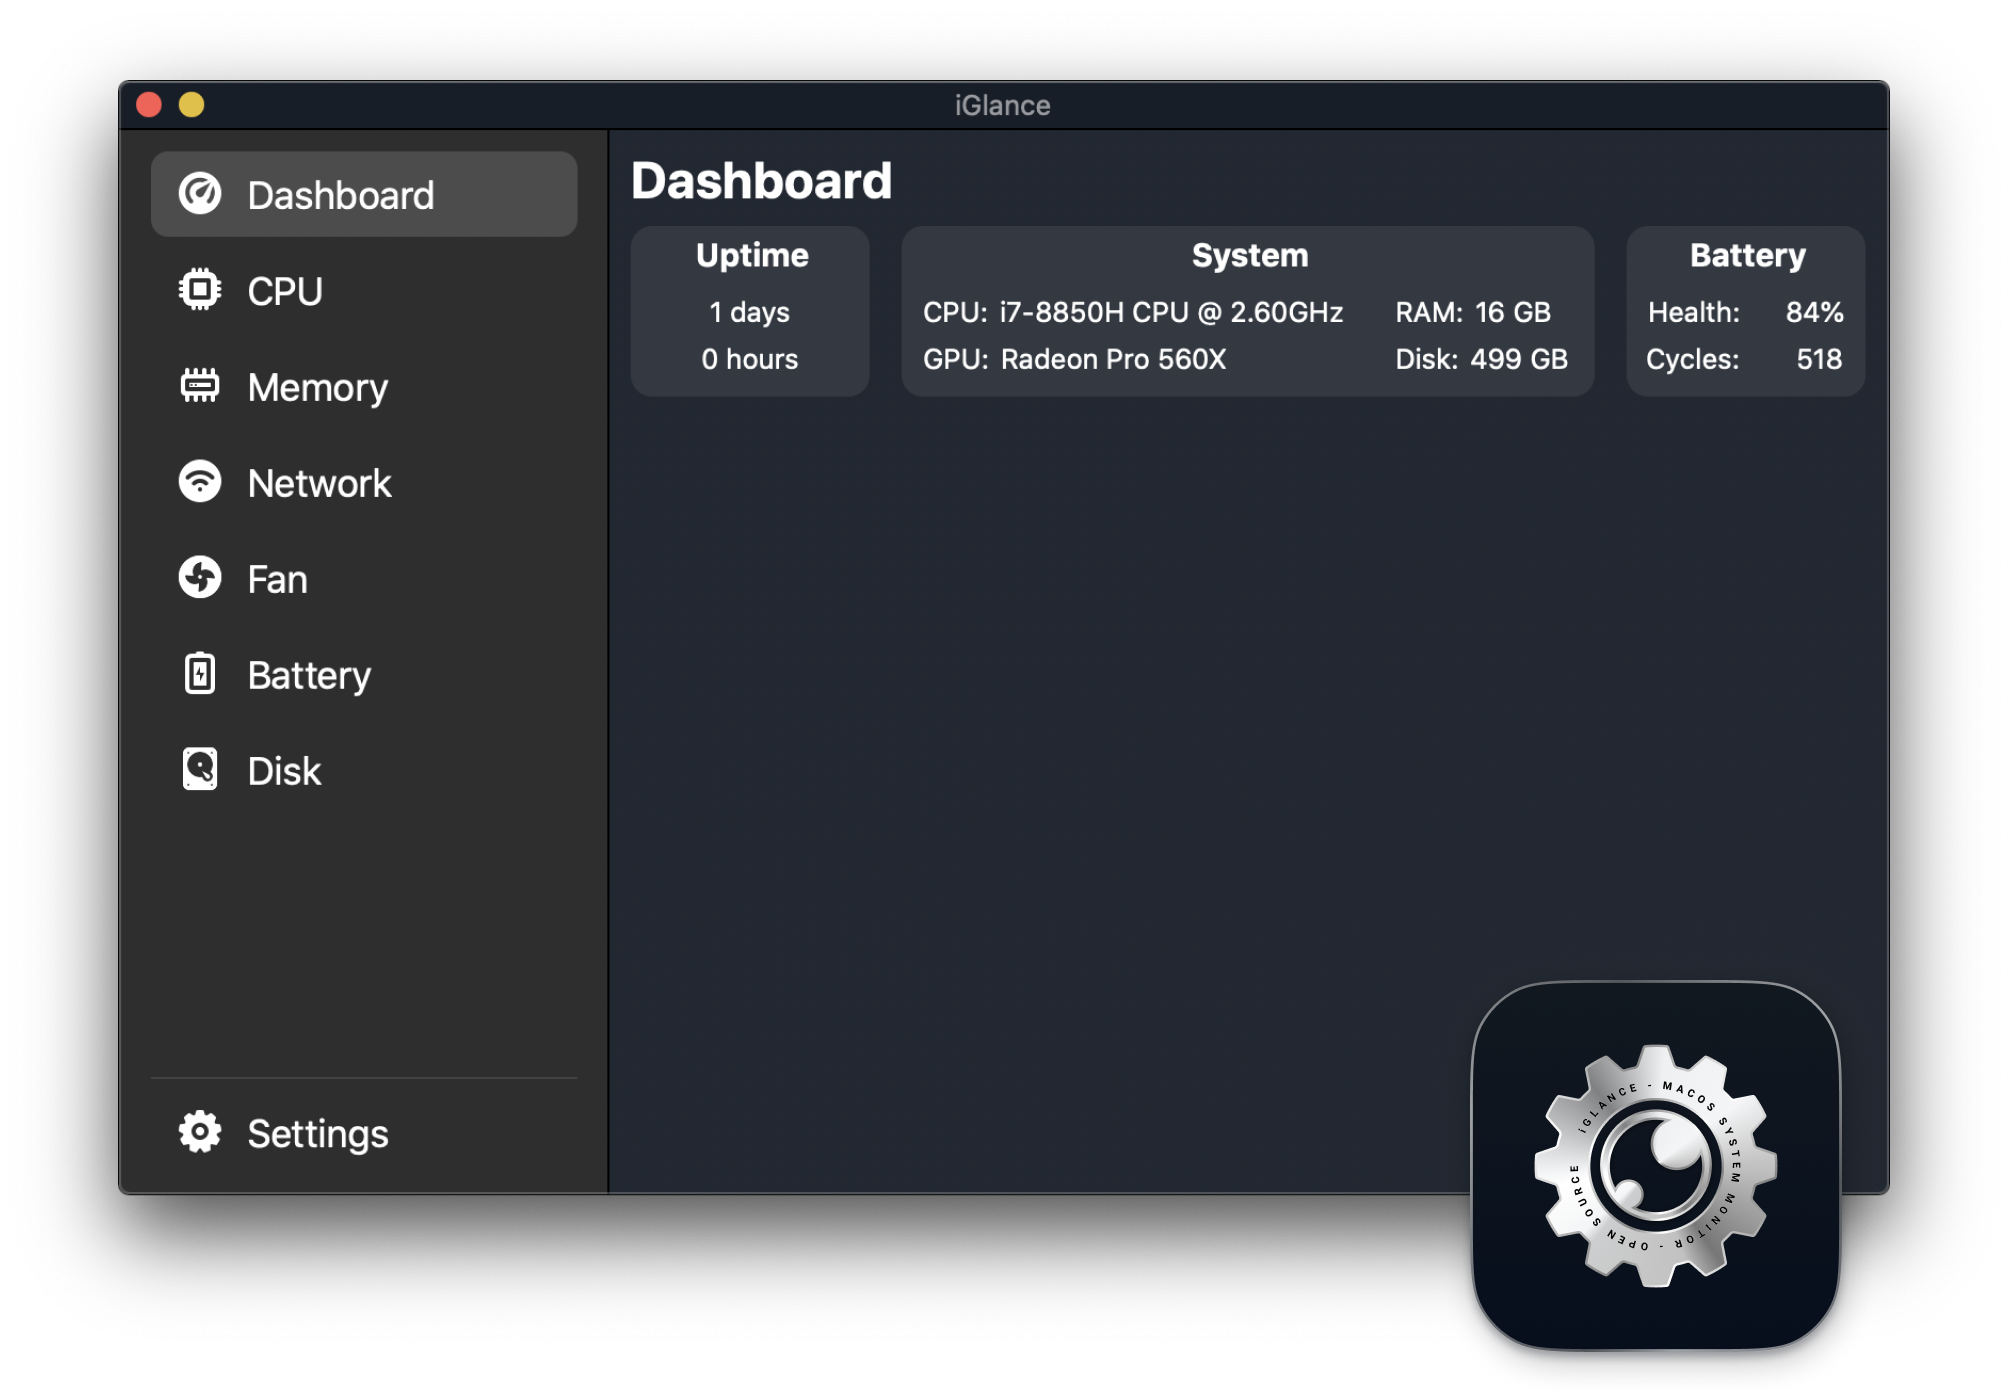 iGlance
Dashboard
CPU
Memory
Network
Fan
Battery
Disk
Settings
Dashboard
Uptime
1 days
0 hours
System
CPU: i7-8850H CPU @ 2.60GHz
RAM: 16 GB
GPU: Radeon Pro 560X
Disk: 499 GB
Battery
Health: 84%
Cycles: 518
iGLANCE - MACOS SYSTEM MONITOR - OPEN SOURCE